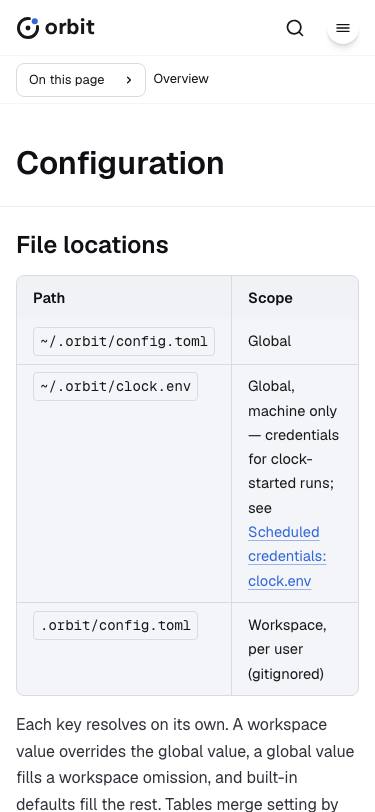 orbit
On this page
Overview
Configuration
File locations
Path Scope
~/.orbit/config.toml Global
~/.orbit/clock.env Global,
machine only
— credentials
for clock-
started runs;
see
Scheduled
credentials:
clock.env
.orbit/config.toml Workspace,
per user
(gitignored)
Each key resolves on its own. A workspace
value overrides the global value, a global value
fills a workspace omission, and built-in
defaults fill the rest. Tables merge setting by